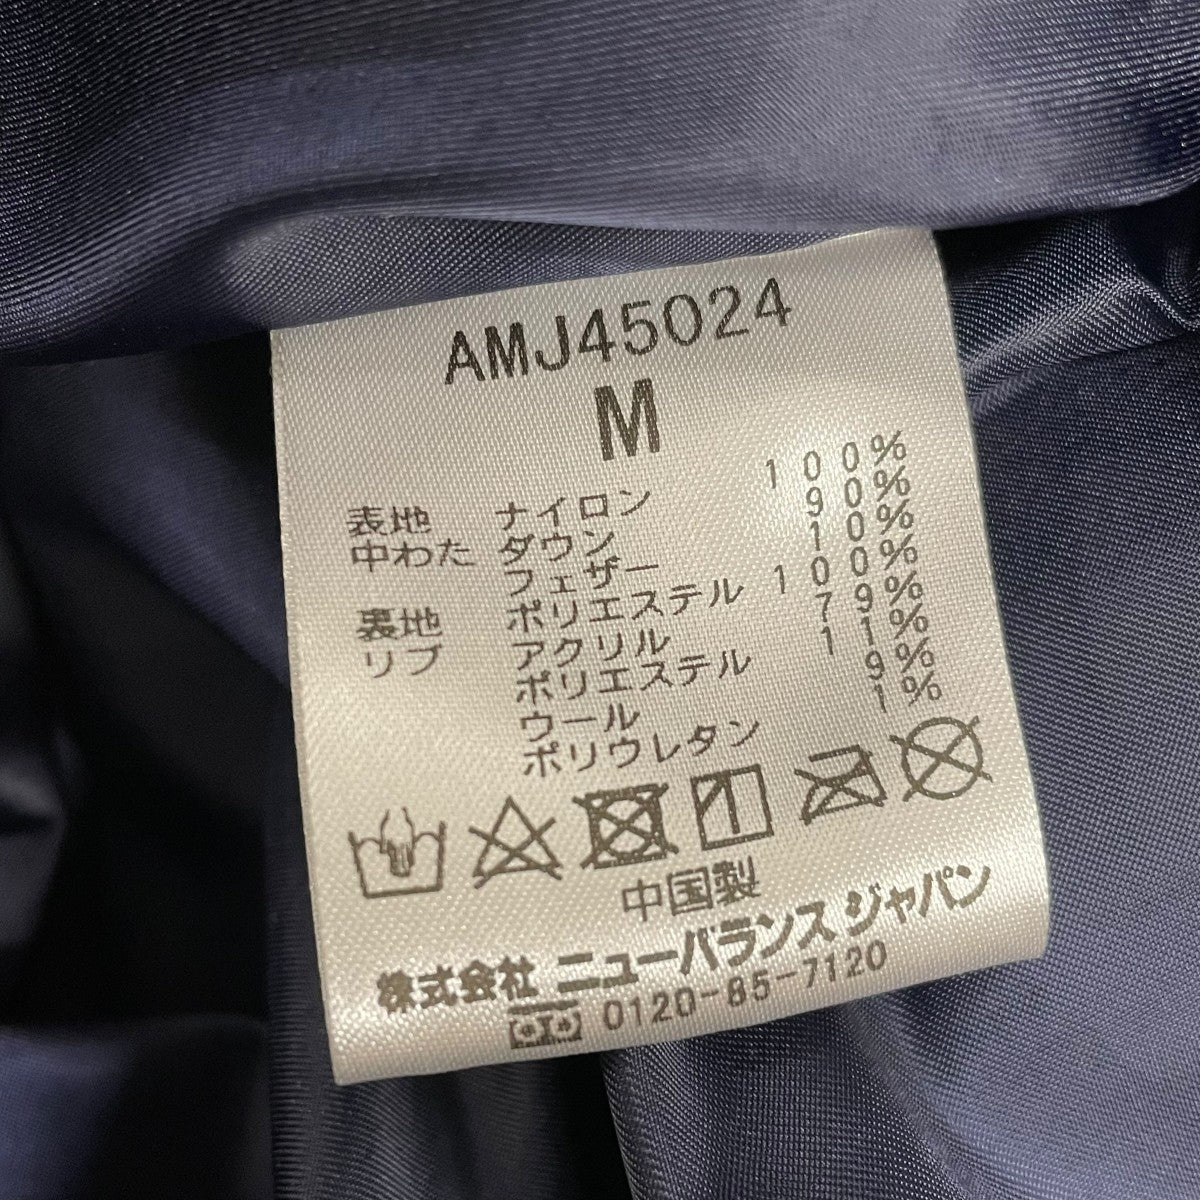 AMJ45024
M
表地 ナイロン 100%
中わた ダウン 90%
フェザー 10%
裏地 ポリエステル 100%
リブ アクリル 79%
ポリエステル 11%
ウール 9%
ポリウレタン 1%
中国製
株式会社 ニューバランス ジャパン
0120-85-7120